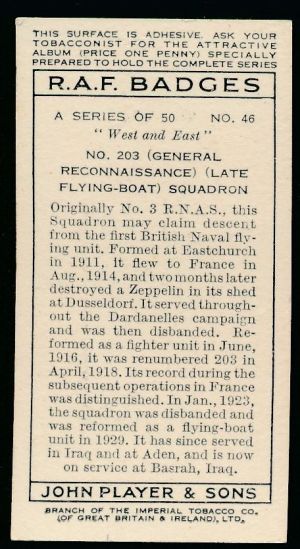 THIS SURFACE IS ADHESIVE. ASK YOUR
TOBACCONIST FOR THE ATTRACTIVE
ALBUM (PRICE ONE PENNY) SPECIALLY
PREPARED TO HOLD THE COMPLETE SERIES
R.A.F. BADGES
A SERIES OF 50 NO. 46
"West and East"
NO. 203 (GENERAL
RECONNAISSANCE) (LATE
FLYING-BOAT) SQUADRON
Originally No. 3 R.N.A.S., this
Squadron may claim descent
from the first British Naval fly-
ing unit. Formed at Eastchurch
in 1911, it flew to France in
Aug., 1914, and two months later
destroyed a Zeppelin in its shed
at Dusseldorf. It served through-
out the Dardanelles campaign
and was then disbanded. Re-
formed as a fighter unit in June,
1916, it was renumbered 203 in
April, 1918. Its record during the
subsequent operations in France
was distinguished. In Jan., 1923,
the squadron was disbanded and
was reformed as a flying-boat
unit in 1929. It has since served
in Iraq and at Aden, and is now
on service at Basrah, Iraq.
JOHN PLAYER & SONS
BRANCH OF THE IMPERIAL TOBACCO CO.
(OF GREAT BRITAIN & IRELAND), LTD.